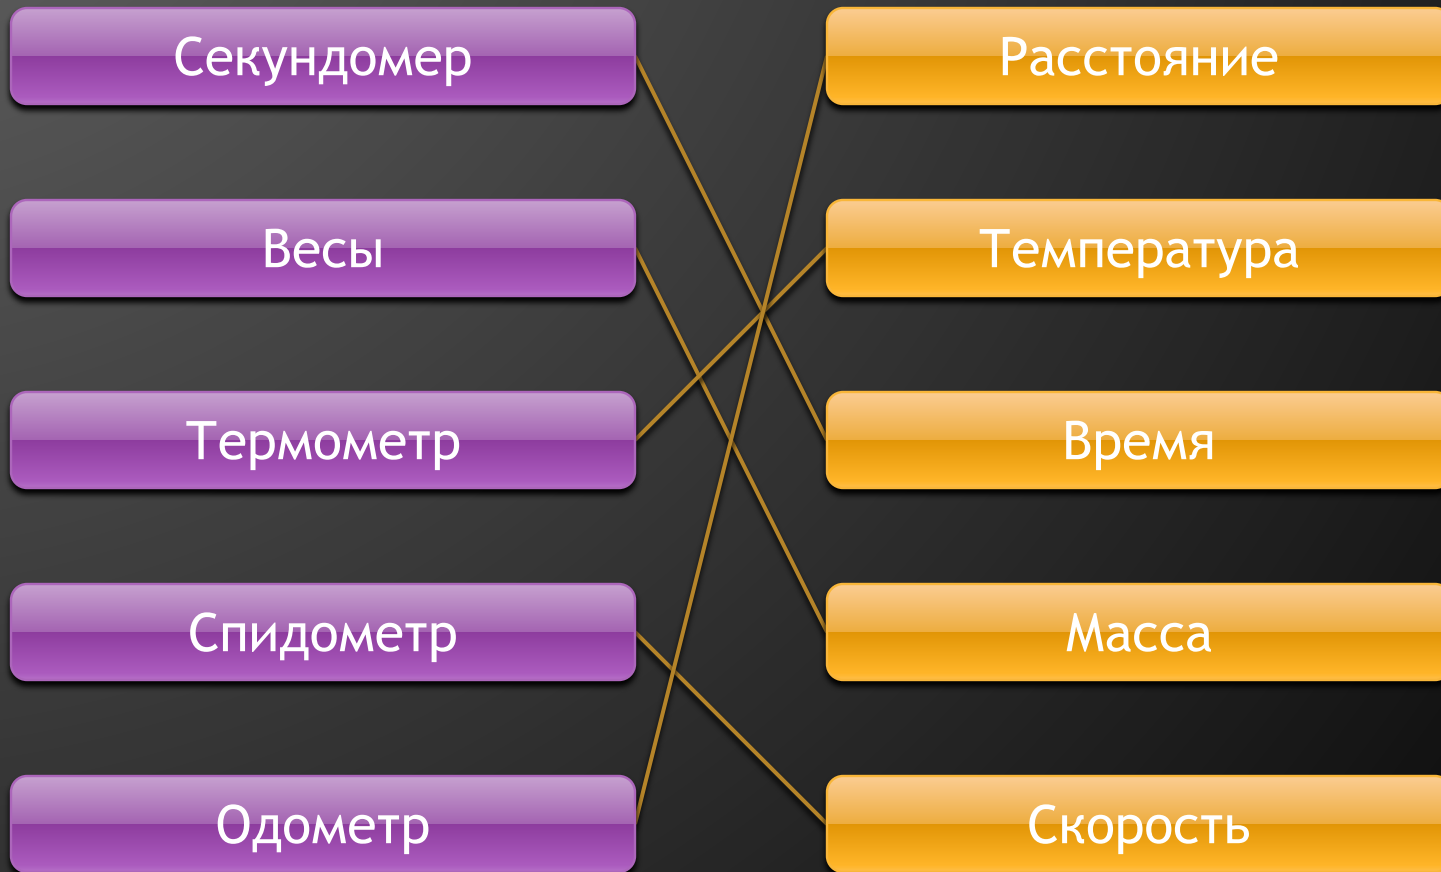 Секундомер
Расстояние
Весы
Температура
Термометр
Время
Спидометр
Масса
Одометр
Скорость